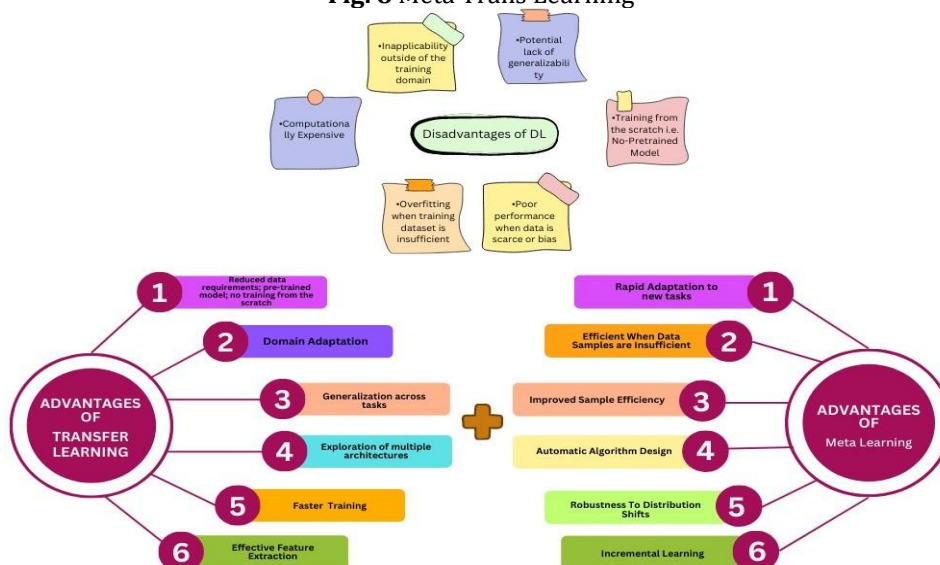 Fig. 8 Meta Trans Learning
•Inapplicability
outside of the
training
domain
•Potential
lack of
generalizabili
ty
•Computationa
lly Expensive
Disadvantages of DL
•Training from
the scratch i.e.
No-Pretrained
Model
•Overfitting
when training
dataset is
insufficient
•Poor
performance
when data is
scarce or bias
ADVANTAGES
OF
TRANSFER
LEARNING
1
Reduced data
requirements; pre-trained
model; no training from the
scratch
2
Domain Adaptation
3
Generalization across
tasks
4
Exploration of multiple
architectures
5
Faster Training
6
Effective Feature
Extraction
Rapid Adaptation to
new tasks
1
Efficient When Data
Samples are Insufficient
2
Improved Sample Efficiency
3
Automatic Algorithm Design
4
Robustness To Distribution
Shifts
5
Incremental Learning
6
ADVANTAGES
OF
Meta Learning